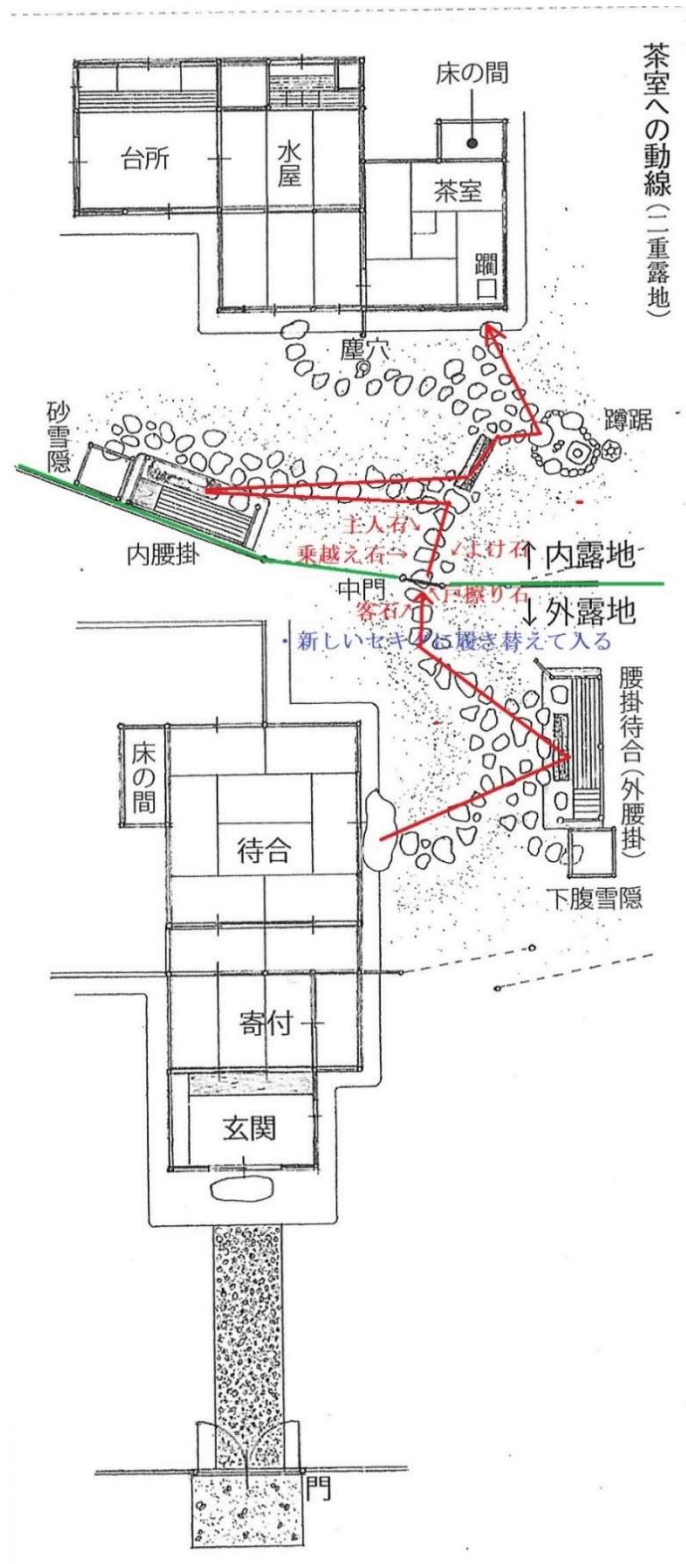 茶室への動線（二重露地）
床の間
台所
水屋
茶室
躙口
塵穴
砂雪隠
蹲踞
内腰掛
主人石↘
乗越え石→
↙よけ石
↑内露地
中門
↖戸擦り石
客石↗
↓外露地
・新しいセキダに履き替えて入る
腰掛待合（外腰掛）
床の間
待合
下腹雪隠
寄付
玄関
門